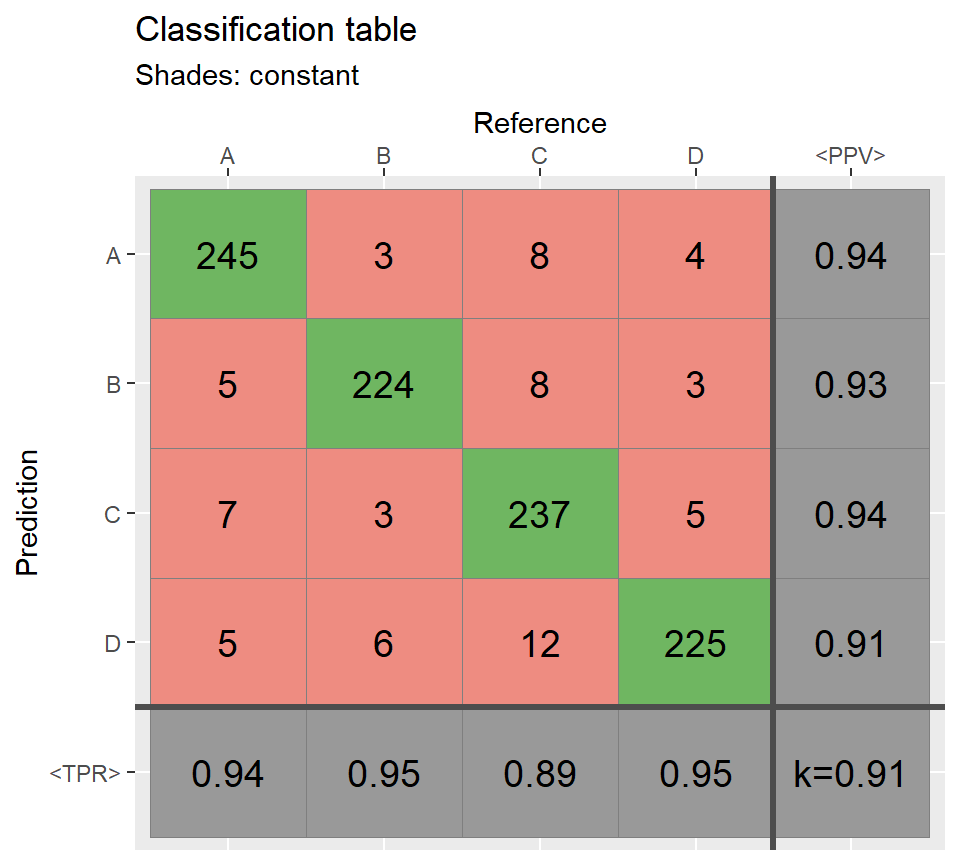 Classification table
Shades: constant
Reference
A B C D <PPV>
A 245 3 8 4 0.94
B 5 224 8 3 0.93
C 7 3 237 5 0.94
D 5 6 12 225 0.91
<TPR> 0.94 0.95 0.89 0.95 k=0.91
Prediction